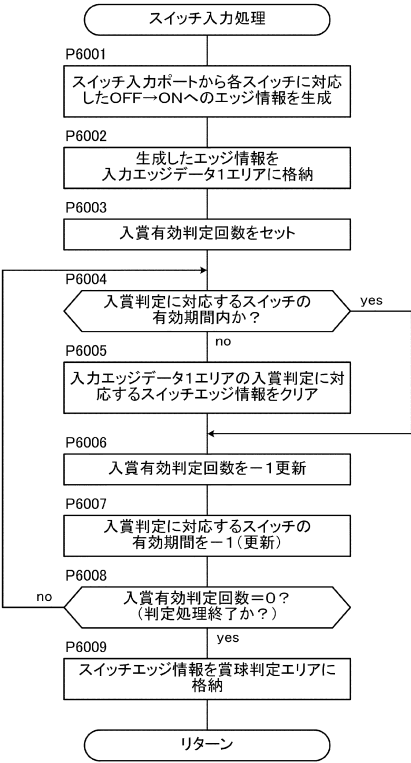 スイッチ入力処理
P6001
スイッチ入力ポートから各スイッチに対応
したOFF→ONへのエッジ情報を生成
P6002
生成したエッジ情報を
入力エッジデータ1エリアに格納
P6003
入賞有効判定回数をセット
P6004
入賞判定に対応するスイッチの
有効期間内か?
yes
no
P6005
入力エッジデータ1エリアの入賞判定に対
応するスイッチエッジ情報をクリア
P6006
入賞有効判定回数を-1更新
P6007
入賞判定に対応するスイッチの
有効期間を-1(更新)
P6008
入賞有効判定回数=0?
(判定処理終了か?)
no
yes
P6009
スイッチエッジ情報を賞球判定エリアに
格納
リターン